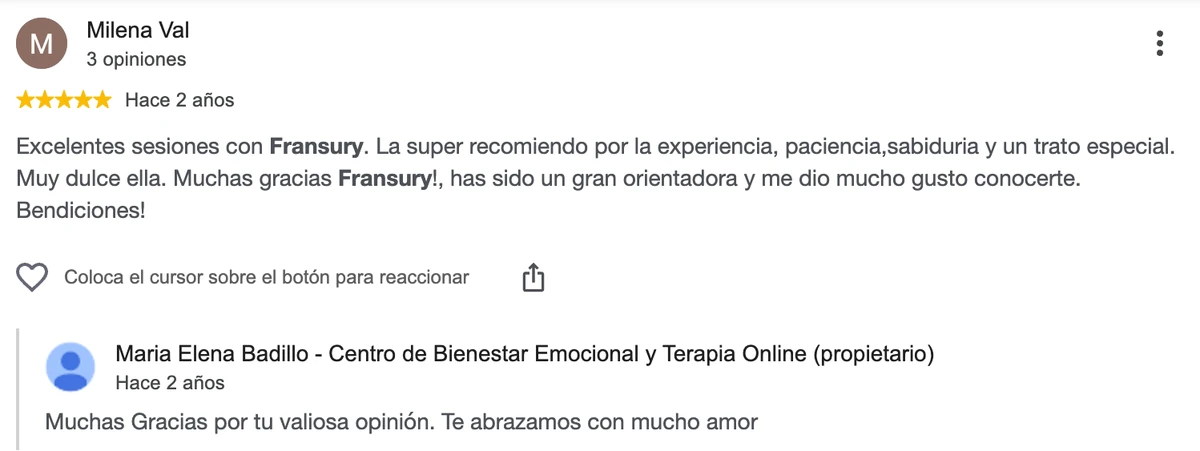 M
Milena Val
3 opiniones
Hace 2 años
Excelentes sesiones con Fransury. La super recomiendo por la experiencia, paciencia,sabiduria y un trato especial.
Muy dulce ella. Muchas gracias Fransury!, has sido un gran orientadora y me dio mucho gusto conocerte.
Bendiciones!
Coloca el cursor sobre el botón para reaccionar
Maria Elena Badillo - Centro de Bienestar Emocional y Terapia Online (propietario)
Hace 2 años
Muchas Gracias por tu valiosa opinión. Te abrazamos con mucho amor